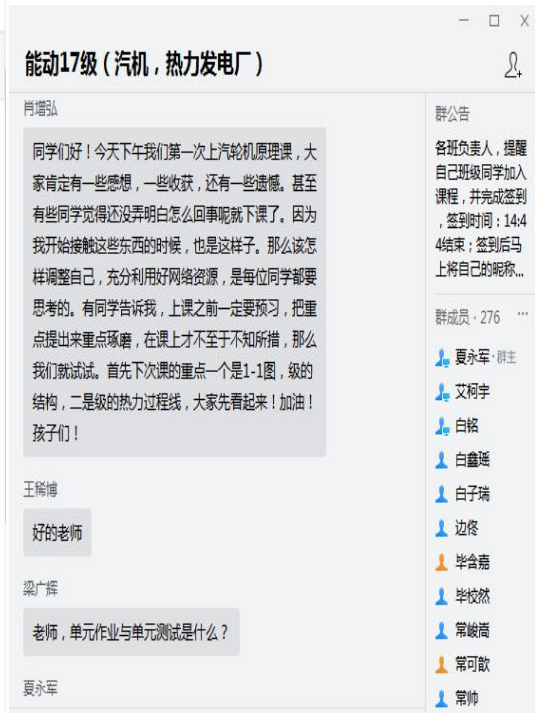 能动17级（汽机，热力发电厂）
肖增弘
同学们好！今天下午我们第一次上汽轮机原理课，大
家肯定有一些感想，一些收获，还有一些遗憾。甚至
有些同学觉得还没弄明白怎么回事呢就下课了。因为
我开始接触这些东西的时候，也是这样子。那么该怎
样调整自己，充分利用好网络资源，是每位同学都要
思考的。有同学告诉我，上课之前一定要预习，把重
点提出来重点琢磨，在课上才不至于不知所措，那么
我们就试试。首先下次课的重点一个是1-1图，级的
结构，二是级的热力过程线，大家先看起来！加油！
孩子们！
王稀博
好的老师
梁广辉
老师，单元作业与单元测试是什么？
夏永军
群公告
各班负责人，提醒
自己班级同学加入
课程，并完成签到
，签到时间：14:4
4结束；签到后马
上将自己的昵称...
群成员·276
夏永军·群主
艾柯宇
白铭
白鑫瑶
白子瑞
边佟
毕含嘉
毕校然
常峻嵩
常可歆
常帅